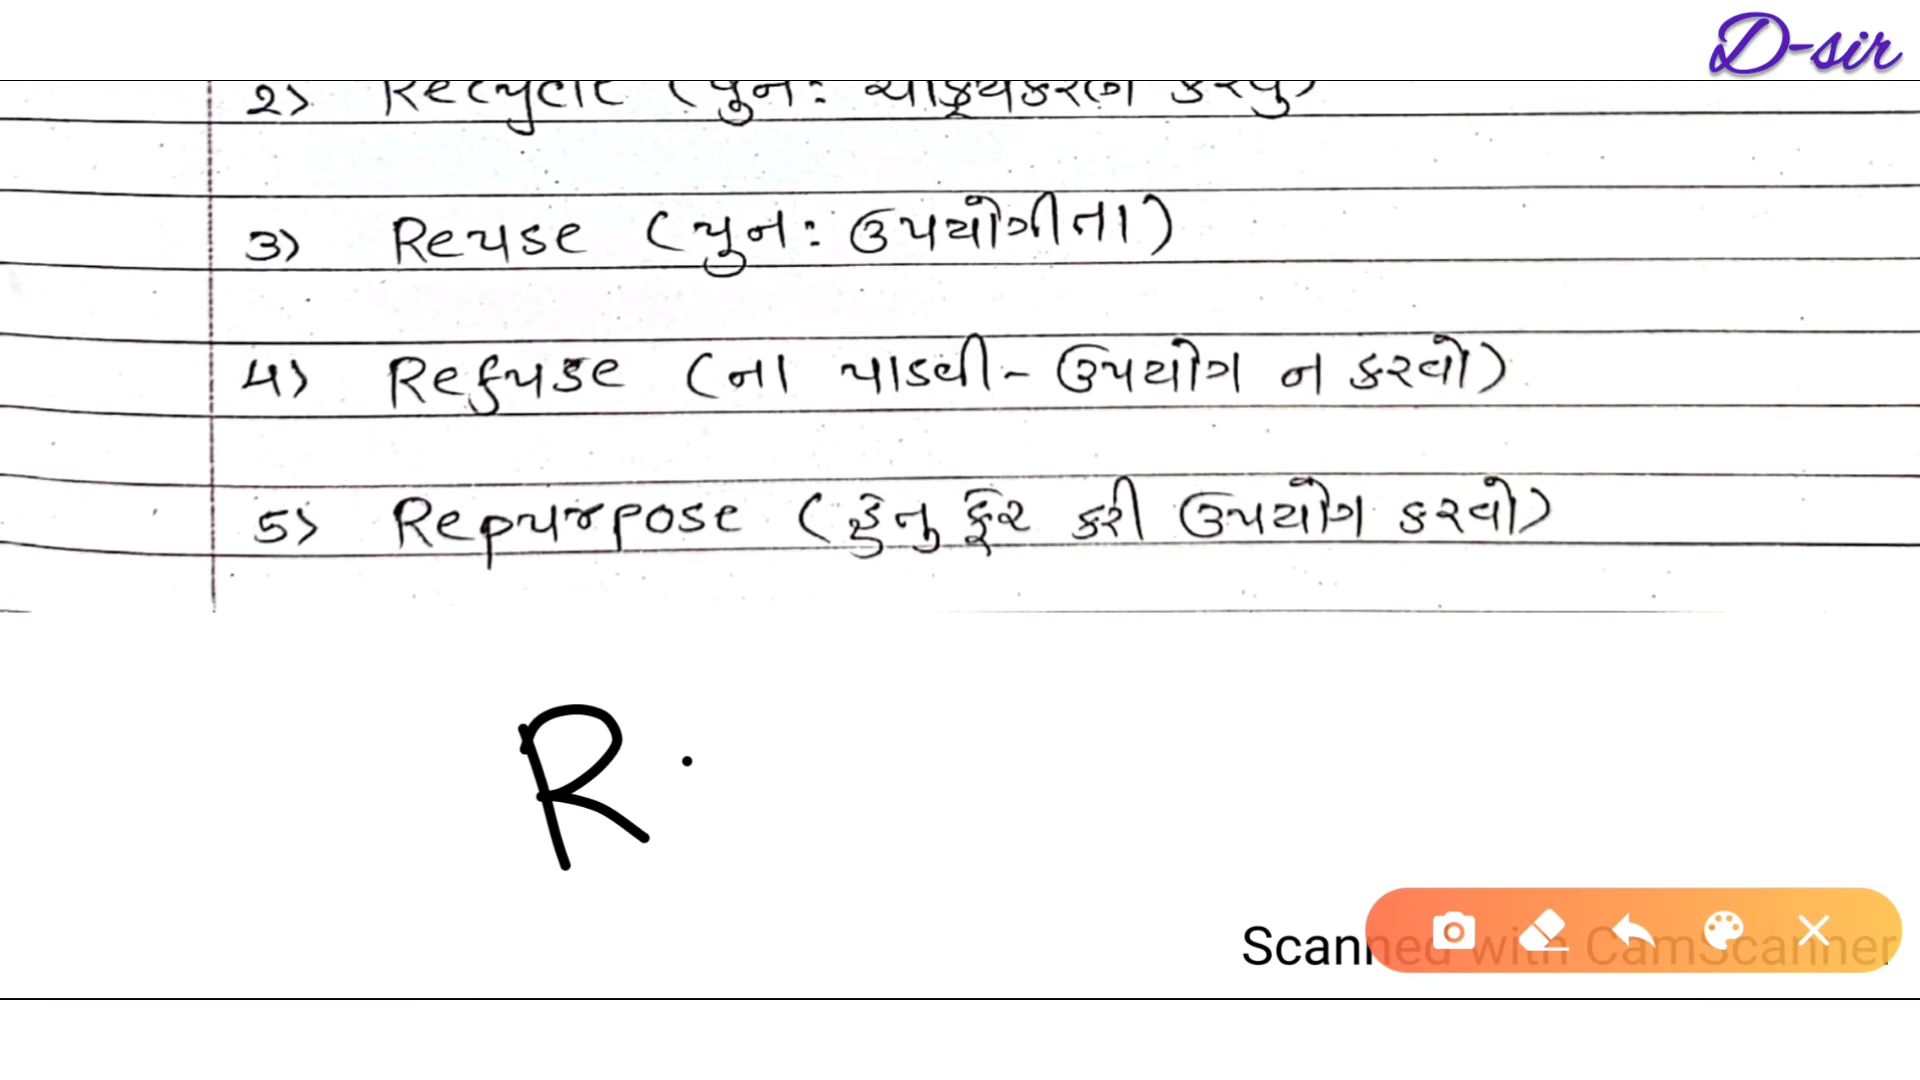 D-sir
2) Recycle (પુન: ચક્રિયકરણ કરવુ)
3) Reuse (પુન: ઉપયોગીતા)
4) Refuse (ના પાડવી - ઉપયોગ ન કરવો)
5) Repurpose (હેનુ ફેર કરી ઉપયોગ કરવો)
R
Scanned with CamScanner